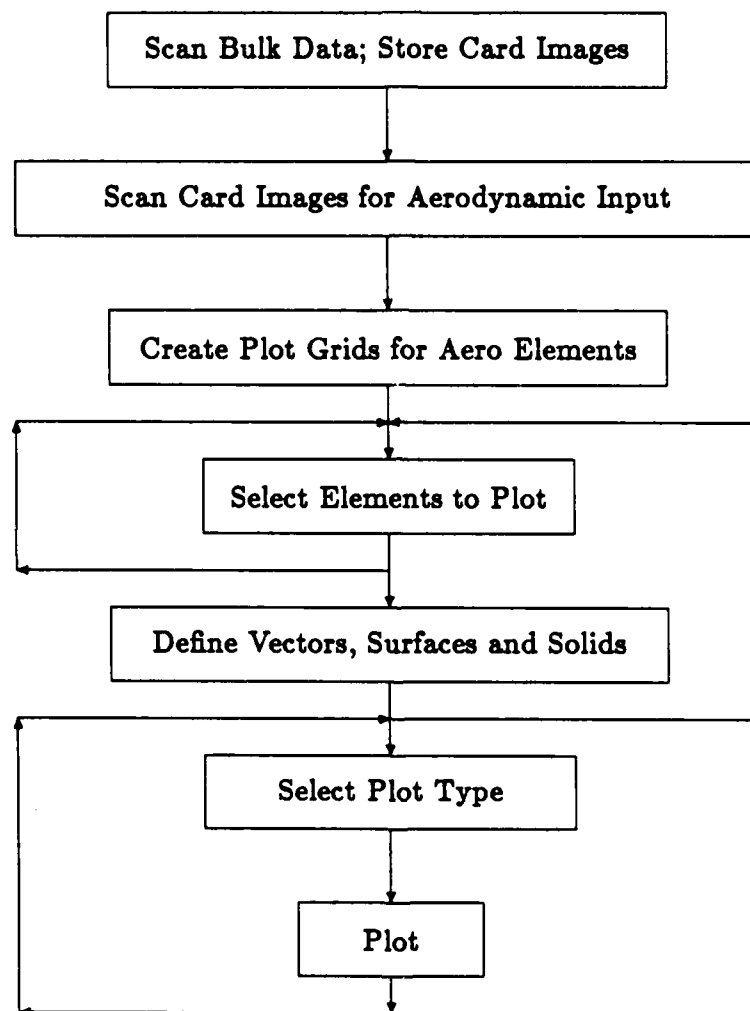 Scan Bulk Data; Store Card Images
Scan Card Images for Aerodynamic Input
Create Plot Grids for Aero Elements
Select Elements to Plot
Define Vectors, Surfaces and Solids
Select Plot Type
Plot